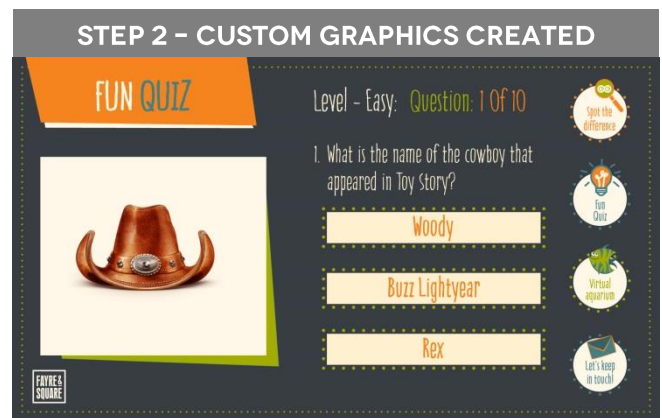 STEP 2 - CUSTOM GRAPHICS CREATED
FUN QUIZ
Level - Easy: Question: 1 Of 10
1. What is the name of the cowboy that
appeared in Toy Story?
Woody
Buzz Lightyear
Rex
Spot the
difference
Fun
Quiz
Virtual
aquarium
Let's keep
in touch!
FAYRE &
SQUARE